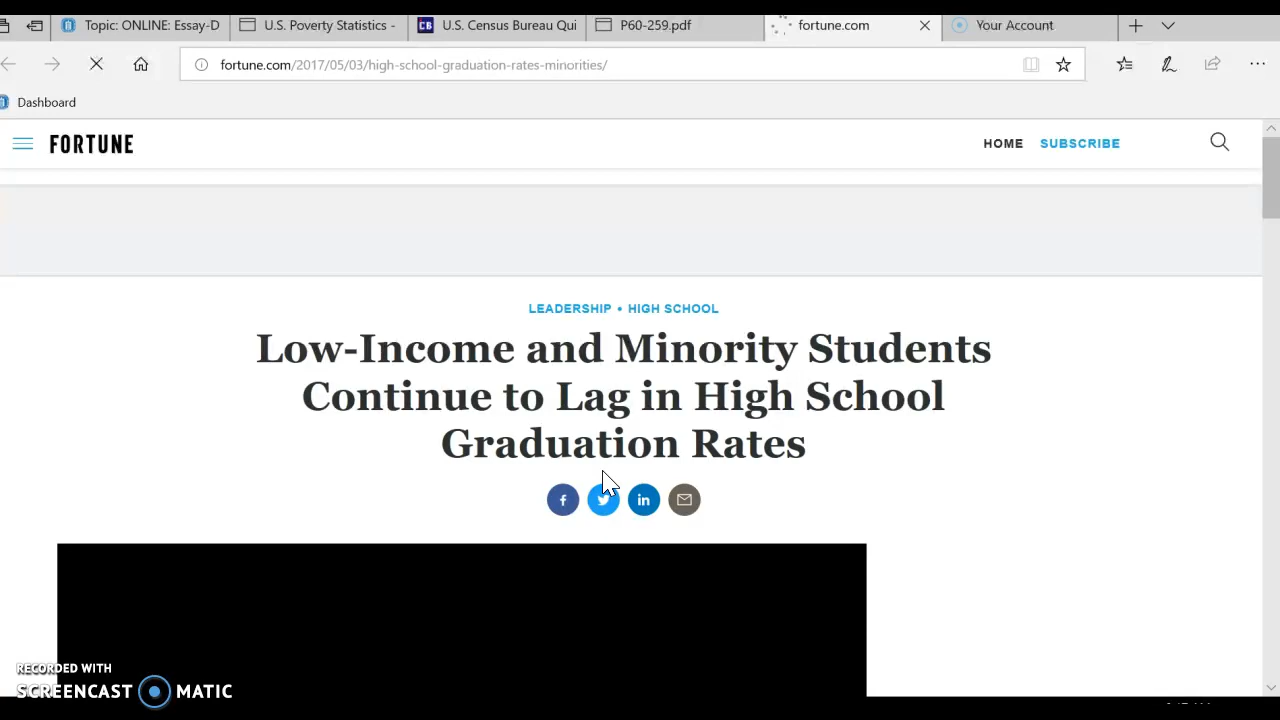 Topic: ONLINE: Essay-D
U.S. Poverty Statistics -
CB U.S. Census Bureau Qui
P60-259.pdf
fortune.com
Your Account
fortune.com/2017/05/03/high-school-graduation-rates-minorities/
Dashboard
FORTUNE
HOME SUBSCRIBE
LEADERSHIP • HIGH SCHOOL
Low-Income and Minority Students
Continue to Lag in High School
Graduation Rates
f in
RECORDED WITH
SCREENCAST MATIC